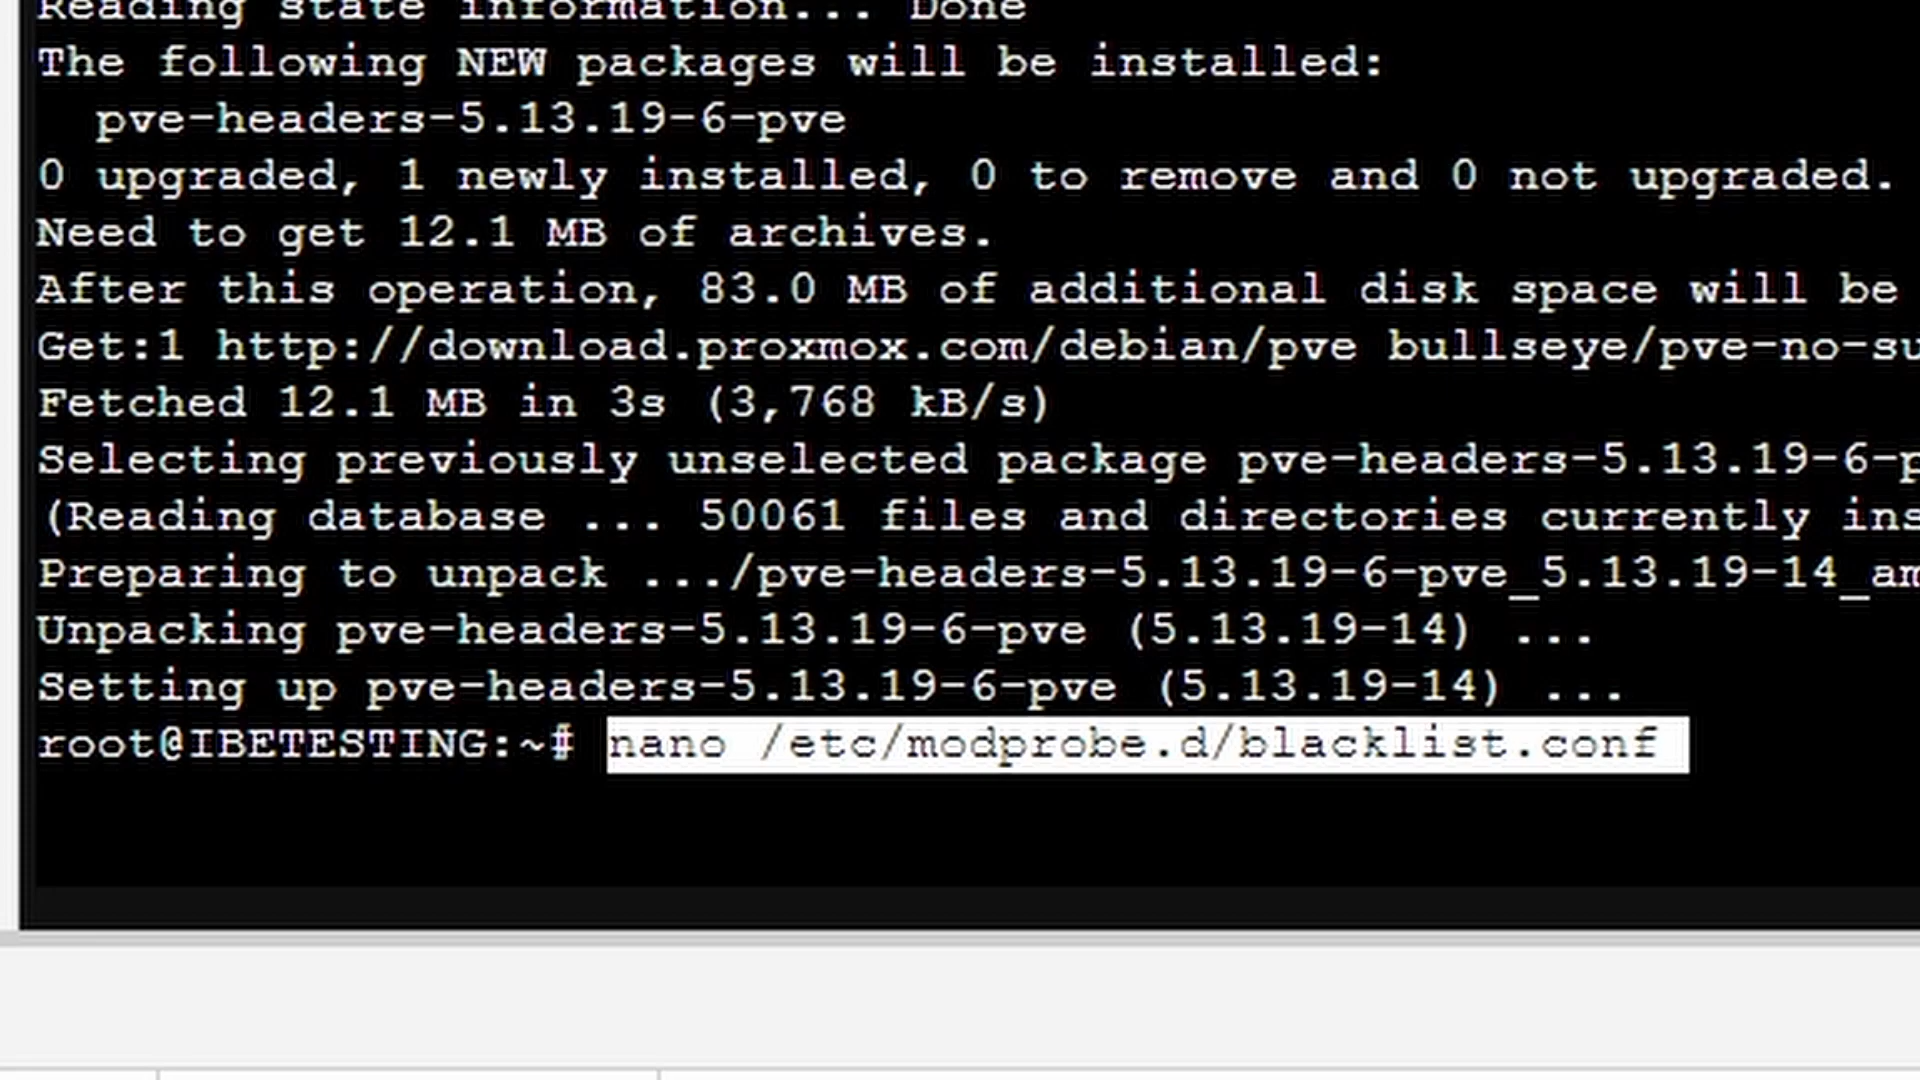 Reading state information... Done
The following NEW packages will be installed:
pve-headers-5.13.19-6-pve
0 upgraded, 1 newly installed, 0 to remove and 0 not upgraded.
Need to get 12.1 MB of archives.
After this operation, 83.0 MB of additional disk space will be
Get:1 http://download.proxmox.com/debian/pve bullseye/pve-no-su
Fetched 12.1 MB in 3s (3,768 kB/s)
Selecting previously unselected package pve-headers-5.13.19-6-p
(Reading database ... 50061 files and directories currently ins
Preparing to unpack .../pve-headers-5.13.19-6-pve_5.13.19-14_am
Unpacking pve-headers-5.13.19-6-pve (5.13.19-14) ...
Setting up pve-headers-5.13.19-6-pve (5.13.19-14) ...
root@IBETESTING:~# nano /etc/modprobe.d/blacklist.conf